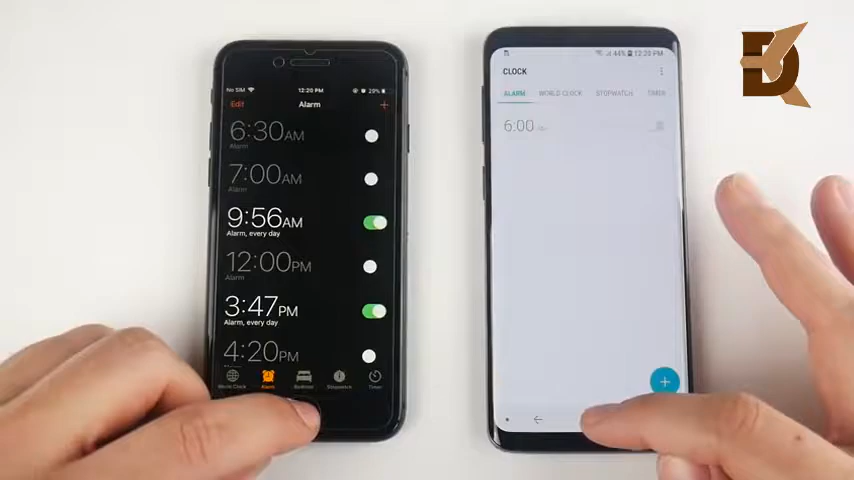 No SIM 12:20 PM 29%
Edit Alarm +
6:30AM
Alarm
7:00AM
Alarm
9:56AM
Alarm, every day
12:00PM
Alarm
3:47PM
Alarm, every day
4:20PM
World Clock Alarm Bedtime Stopwatch Timer
44% 12:20 PM
CLOCK
ALARM WORLD CLOCK STOPWATCH TIMER
6:00
+
DK